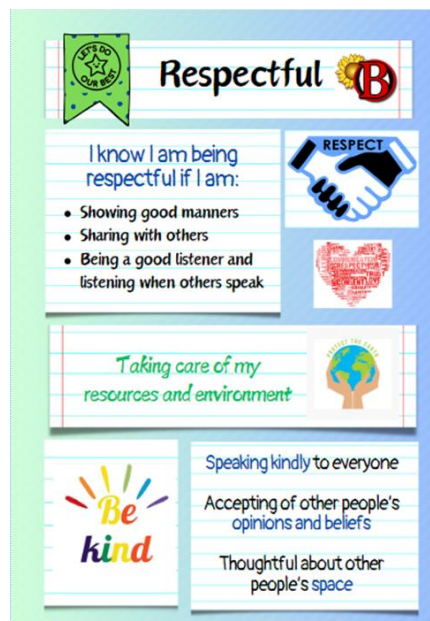 LET'S DO
OUR BEST
Respectful
B
I know I am being
respectful if I am:
RESPECT
• Showing good manners
• Sharing with others
• Being a good listener and
listening when others speak
Taking care of my
resources and environment
PROTECT THE EARTH
Be
kind
Speaking kindly to everyone
Accepting of other people's
opinions and beliefs
Thoughtful about other
people's space